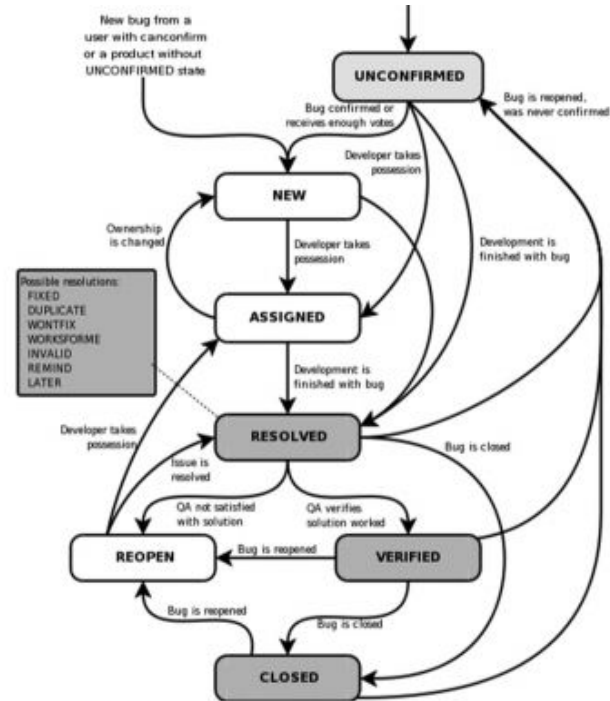 New bug from a
user with canconfirm
or a product without
UNCONFIRMED state
UNCONFIRMED
Bug confirmed or
receives enough votes
Bug is reopened,
was never confirmed
Developer takes
possession
NEW
Ownership
is changed
Developer takes
possession
Development is
finished with bug
Possible resolutions:
FIXED
DUPLICATE
WONTFIX
WORKSFORME
INVALID
REMIND
LATER
ASSIGNED
Development is
finished with bug
Developer takes
possession
RESOLVED
Issue is
resolved
Bug is closed
QA not satisfied
with solution
QA verifies
solution worked
REOPEN
Bug is reopened
VERIFIED
Bug is reopened
Bug is closed
CLOSED